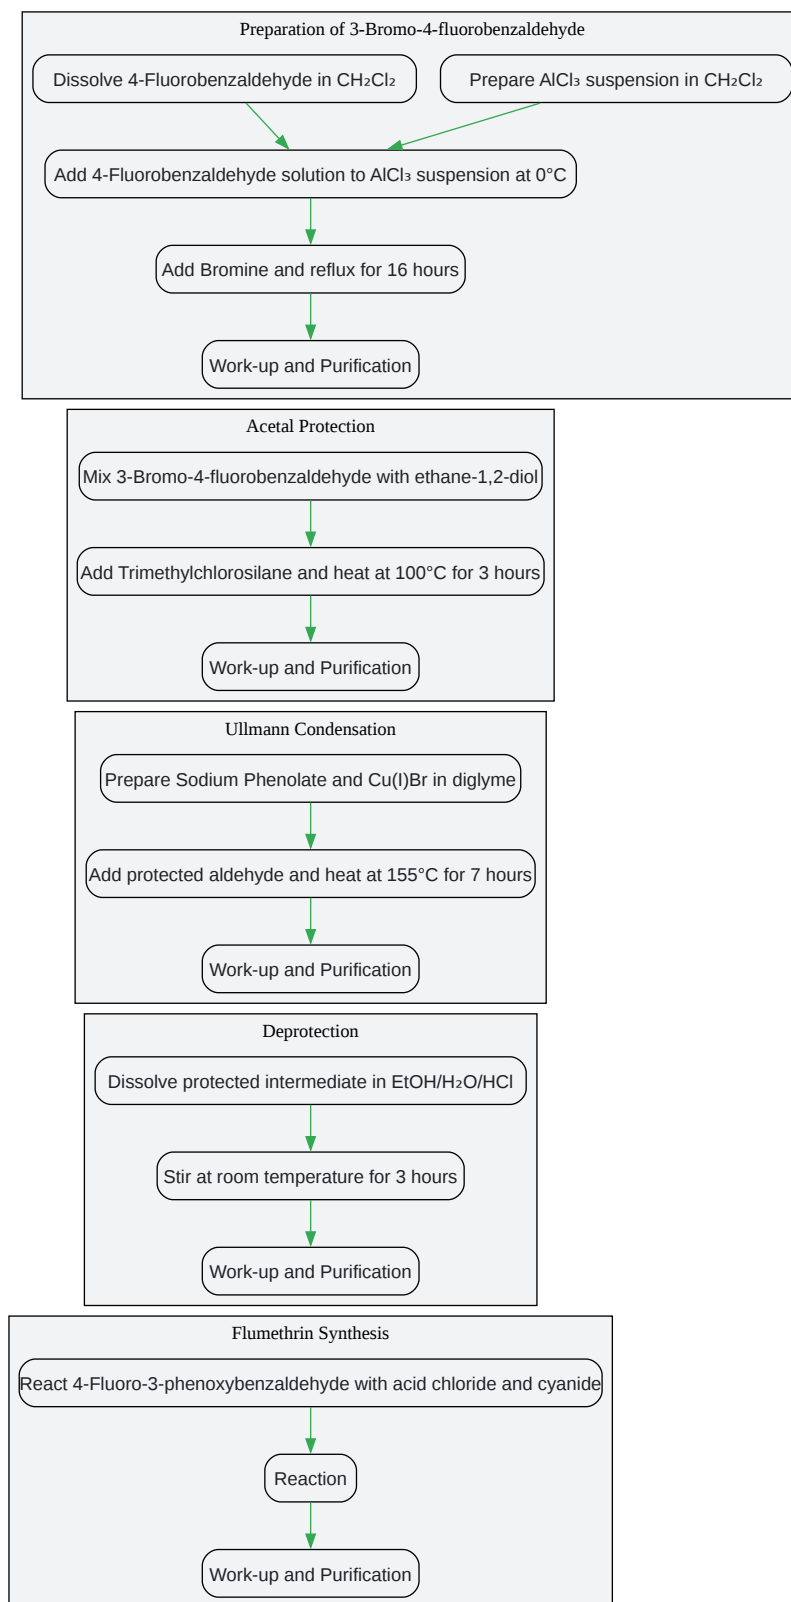 Preparation of 3-Bromo-4-fluorobenzaldehyde
Dissolve 4-Fluorobenzaldehyde in CH₂Cl₂
Prepare AlCl₃ suspension in CH₂Cl₂
Add 4-Fluorobenzaldehyde solution to AlCl₃ suspension at 0°C
Add Bromine and reflux for 16 hours
Work-up and Purification
Acetal Protection
Mix 3-Bromo-4-fluorobenzaldehyde with ethane-1,2-diol
Add Trimethylchlorosilane and heat at 100°C for 3 hours
Work-up and Purification
Ullmann Condensation
Prepare Sodium Phenolate and Cu(I)Br in diglyme
Add protected aldehyde and heat at 155°C for 7 hours
Work-up and Purification
Deprotection
Dissolve protected intermediate in EtOH/H₂O/HCl
Stir at room temperature for 3 hours
Work-up and Purification
Flumethrin Synthesis
React 4-Fluoro-3-phenoxybenzaldehyde with acid chloride and cyanide
Reaction
Work-up and Purification